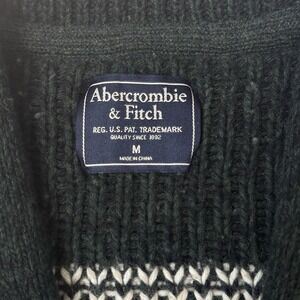 Abercrombie
& Fitch
REG. U.S. PAT. TRADEMARK
QUALITY SINCE 1892
M
MADE IN CHINA